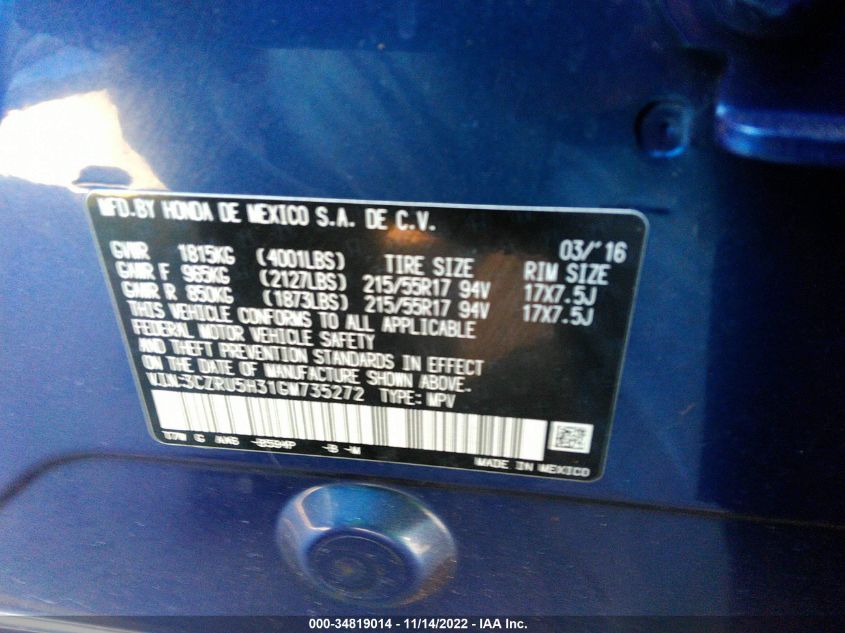 MFD.BY HONDA DE MEXICO S.A. DE C.V.
03/'16
GVWR 1815KG (4001LBS) TIRE SIZE RIM SIZE
GAWR F 965KG (2127LBS) 215/55R17 94V 17X7.5J
GAWR R 850KG (1873LBS) 215/55R17 94V 17X7.5J
THIS VEHICLE CONFORMS TO ALL APPLICABLE
FEDERAL MOTOR VEHICLE SAFETY
AND THEFT PREVENTION STANDARDS IN EFFECT
ON THE DATE OF MANUFACTURE SHOWN ABOVE.
VIN:3CZRU5H31GM735272 TYPE: MPV
G -B594P -B -M
MADE IN MEXICO
000-34819014 - 11/14/2022 - IAA Inc.